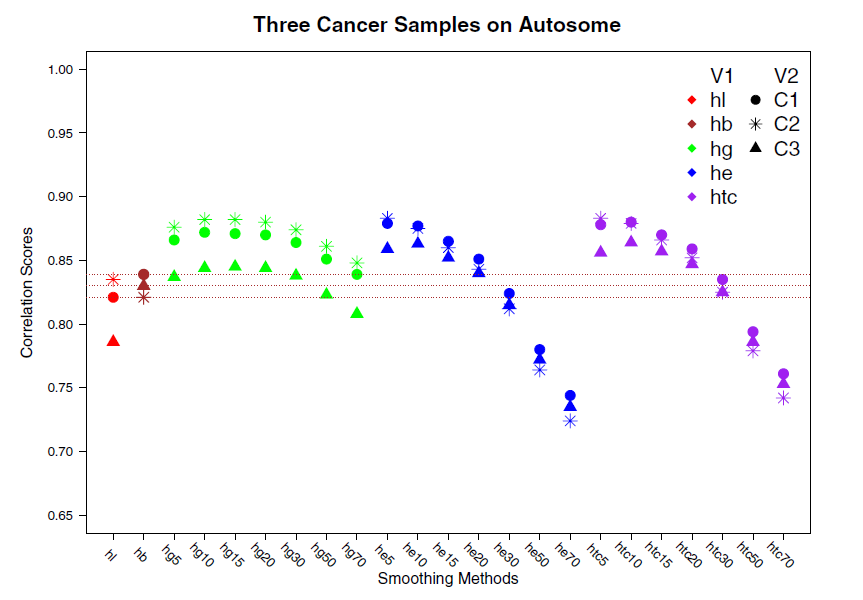 Three Cancer Samples on Autosome
V1 V2
hl C1
hb C2
hg C3
he
htc
Correlation Scores
1.00
0.95
0.90
0.85
0.80
0.75
0.70
0.65
hl hb hg5 hg10 hg15 hg20 hg30 hg50 hg70 he5 he10 he15 he20 he30 he50 he70 htc5 htc10 htc15 htc20 htc30 htc50 htc70
Smoothing Methods